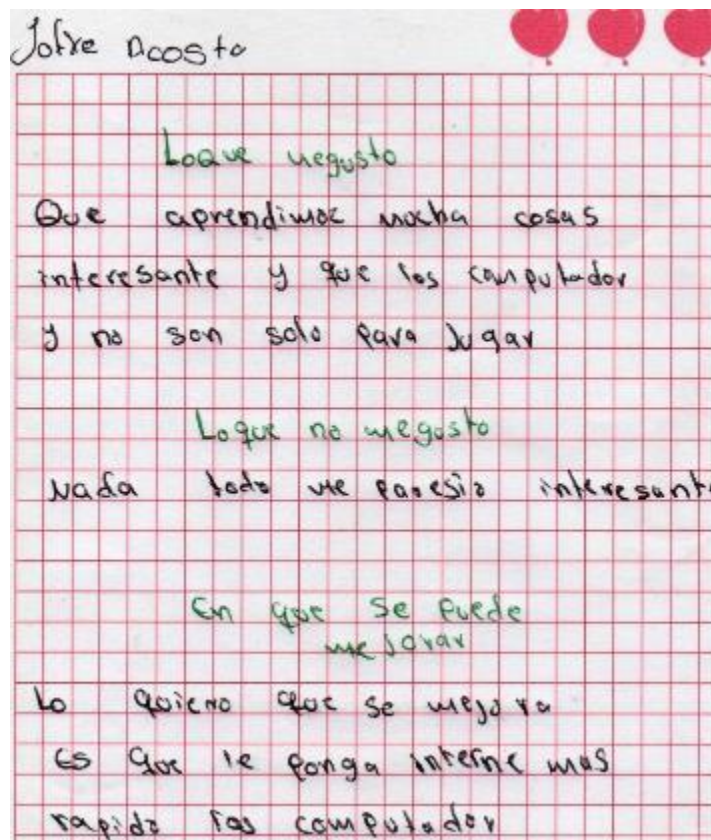 Jofre Acosta
Loque megusto
Que aprendimos mucha cosas
interesante y que los computador
y no son solo para jugar
Loque no megusto
Nada todo me paresio interesant
En que se puede
mejorar
Lo quiero que se mejora
Es que le ponga interne mas
rapido las computador